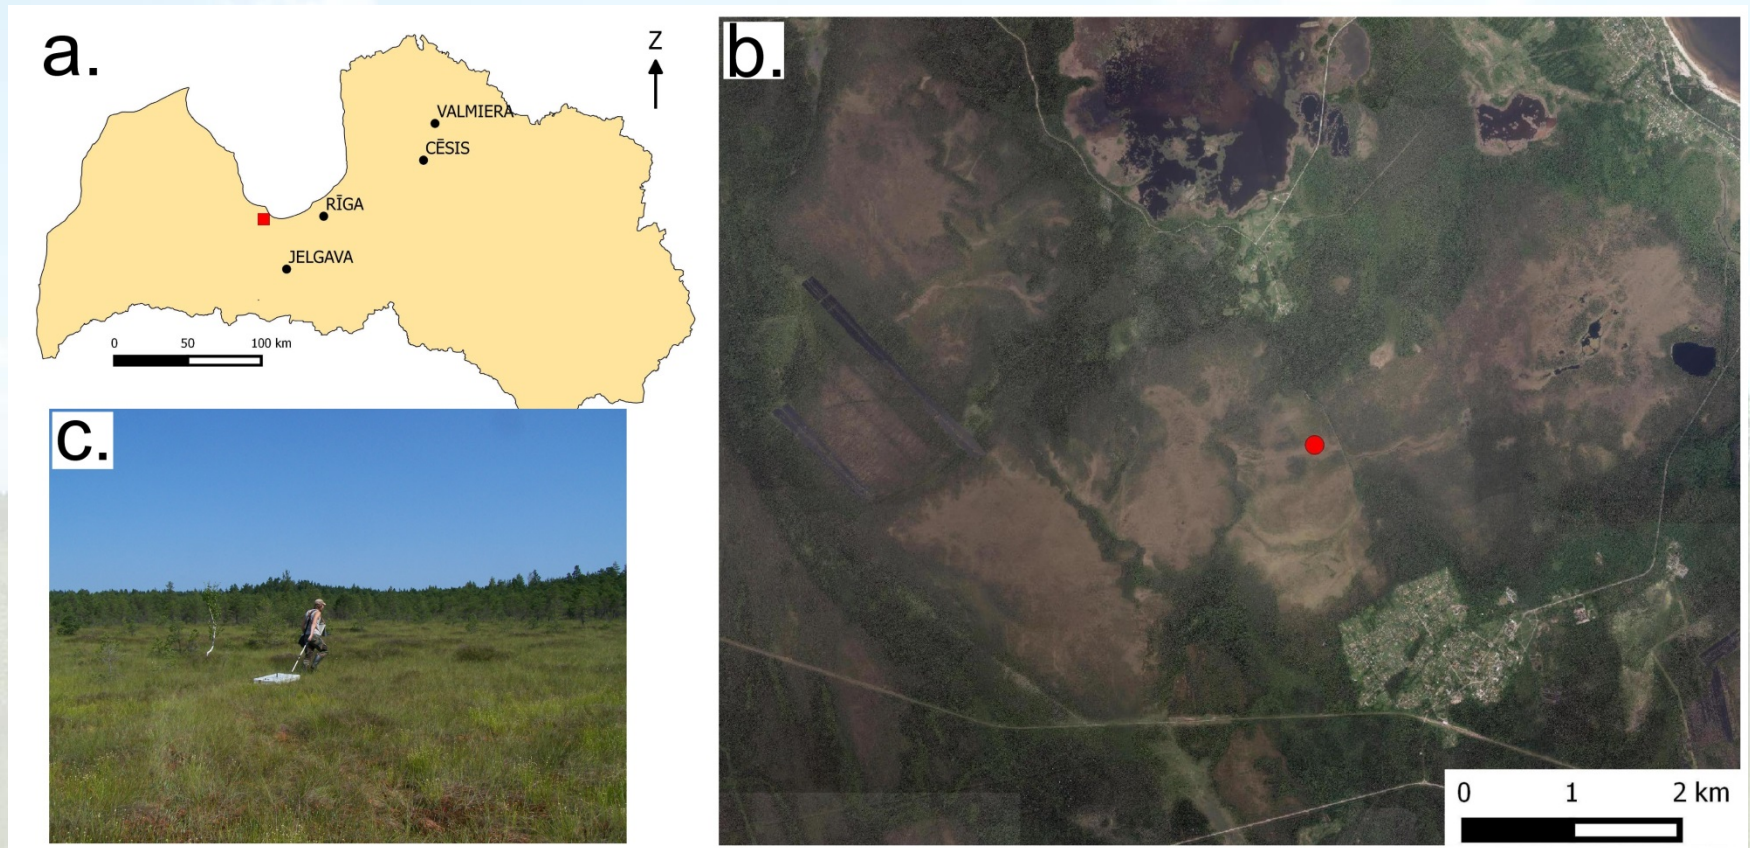 a.
Z
VALMIERA
CĒSIS
RĪGA
JELGAVA
0 50 100 km
b.
0 1 2 km
c.